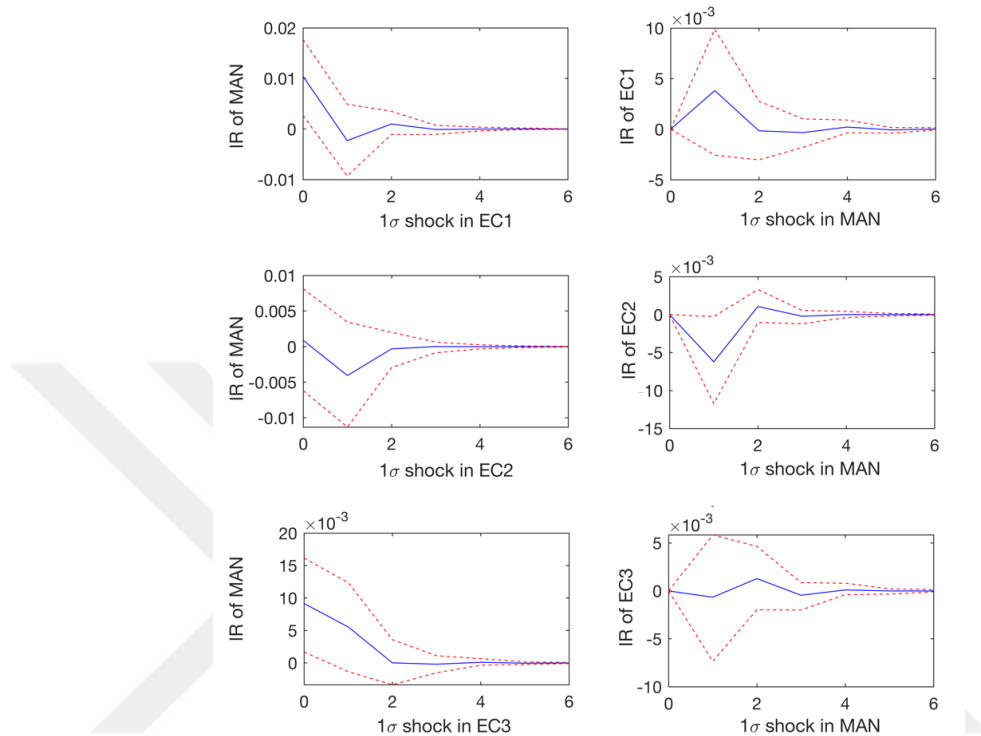 0.02
0.01
0
-0.01
IR of MAN
0 2 4 6
1σ shock in EC1
×10-3
10
5
0
-5
IR of EC1
0 2 4 6
1σ shock in MAN
0.01
0.005
0
-0.005
-0.01
IR of MAN
0 2 4 6
1σ shock in EC2
×10-3
5
0
-5
-10
-15
IR of EC2
0 2 4 6
1σ shock in MAN
×10-3
20
15
10
5
0
IR of MAN
0 2 4 6
1σ shock in EC3
×10-3
5
0
-5
-10
IR of EC3
0 2 4 6
1σ shock in MAN